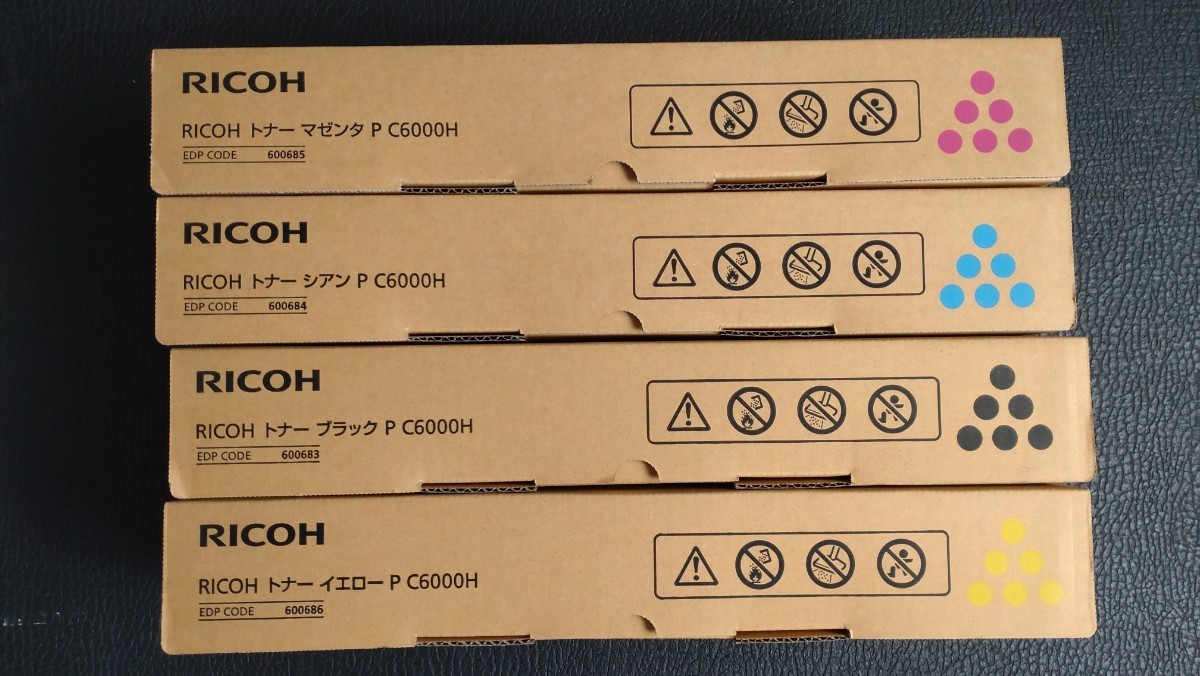 RICOH
RICOH トナー マゼンタ P C6000H
EDP CODE 600685
RICOH
RICOH トナー シアン P C6000H
EDP CODE 600684
RICOH
RICOH トナー ブラック P C6000H
EDP CODE 600683
RICOH
RICOH トナー イエロー P C6000H
EDP CODE 600686